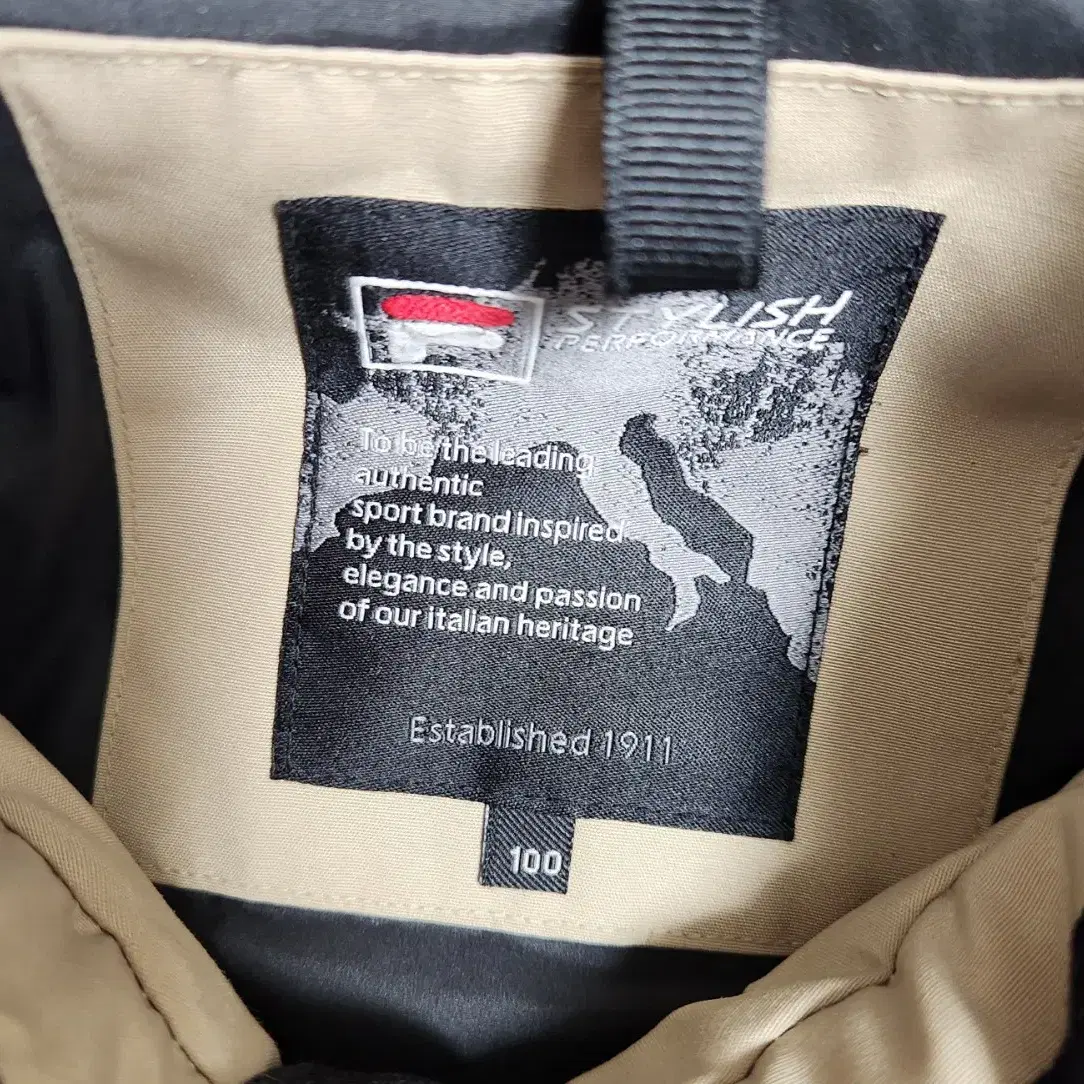 STYLISH
PERFORMANCE
To be the leading
authentic
sport brand inspired
by the style,
elegance and passion
of our italian heritage
Established 1911
100